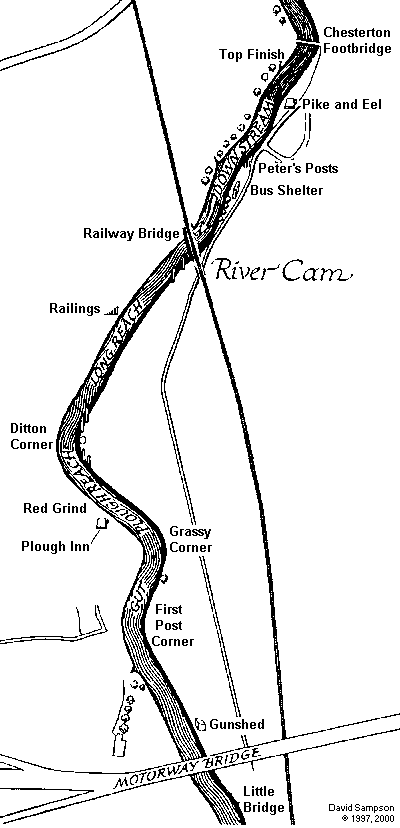 Chesterton
Footbridge
Top Finish
Pike and Eel
DOWNSTREAM
Peter's Posts
Bus Shelter
Railway Bridge
River Cam
Railings
LONG REACH
Ditton
Corner
PLOUGH REACH
Red Grind
Plough Inn
Grassy
Corner
GUT
First
Post
Corner
Gunshed
MOTORWAY BRIDGE
Little
Bridge
David Sampson
© 1997, 2000